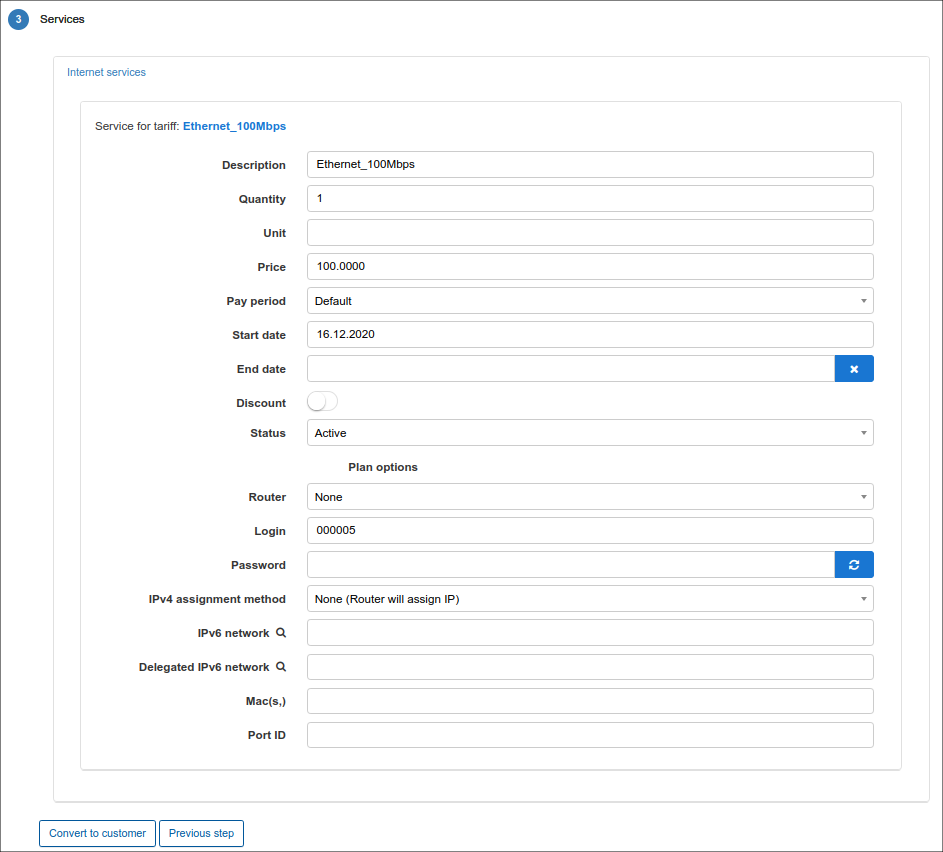 3 Services
Internet services
Service for tariff: Ethernet_100Mbps
Description Ethernet_100Mbps
Quantity 1
Unit
Price 100.0000
Pay period Default
Start date 16.12.2020
End date
Discount
Status Active
Plan options
Router None
Login 000005
Password
IPv4 assignment method None (Router will assign IP)
IPv6 network
Delegated IPv6 network
Mac(s,)
Port ID
Convert to customer Previous step